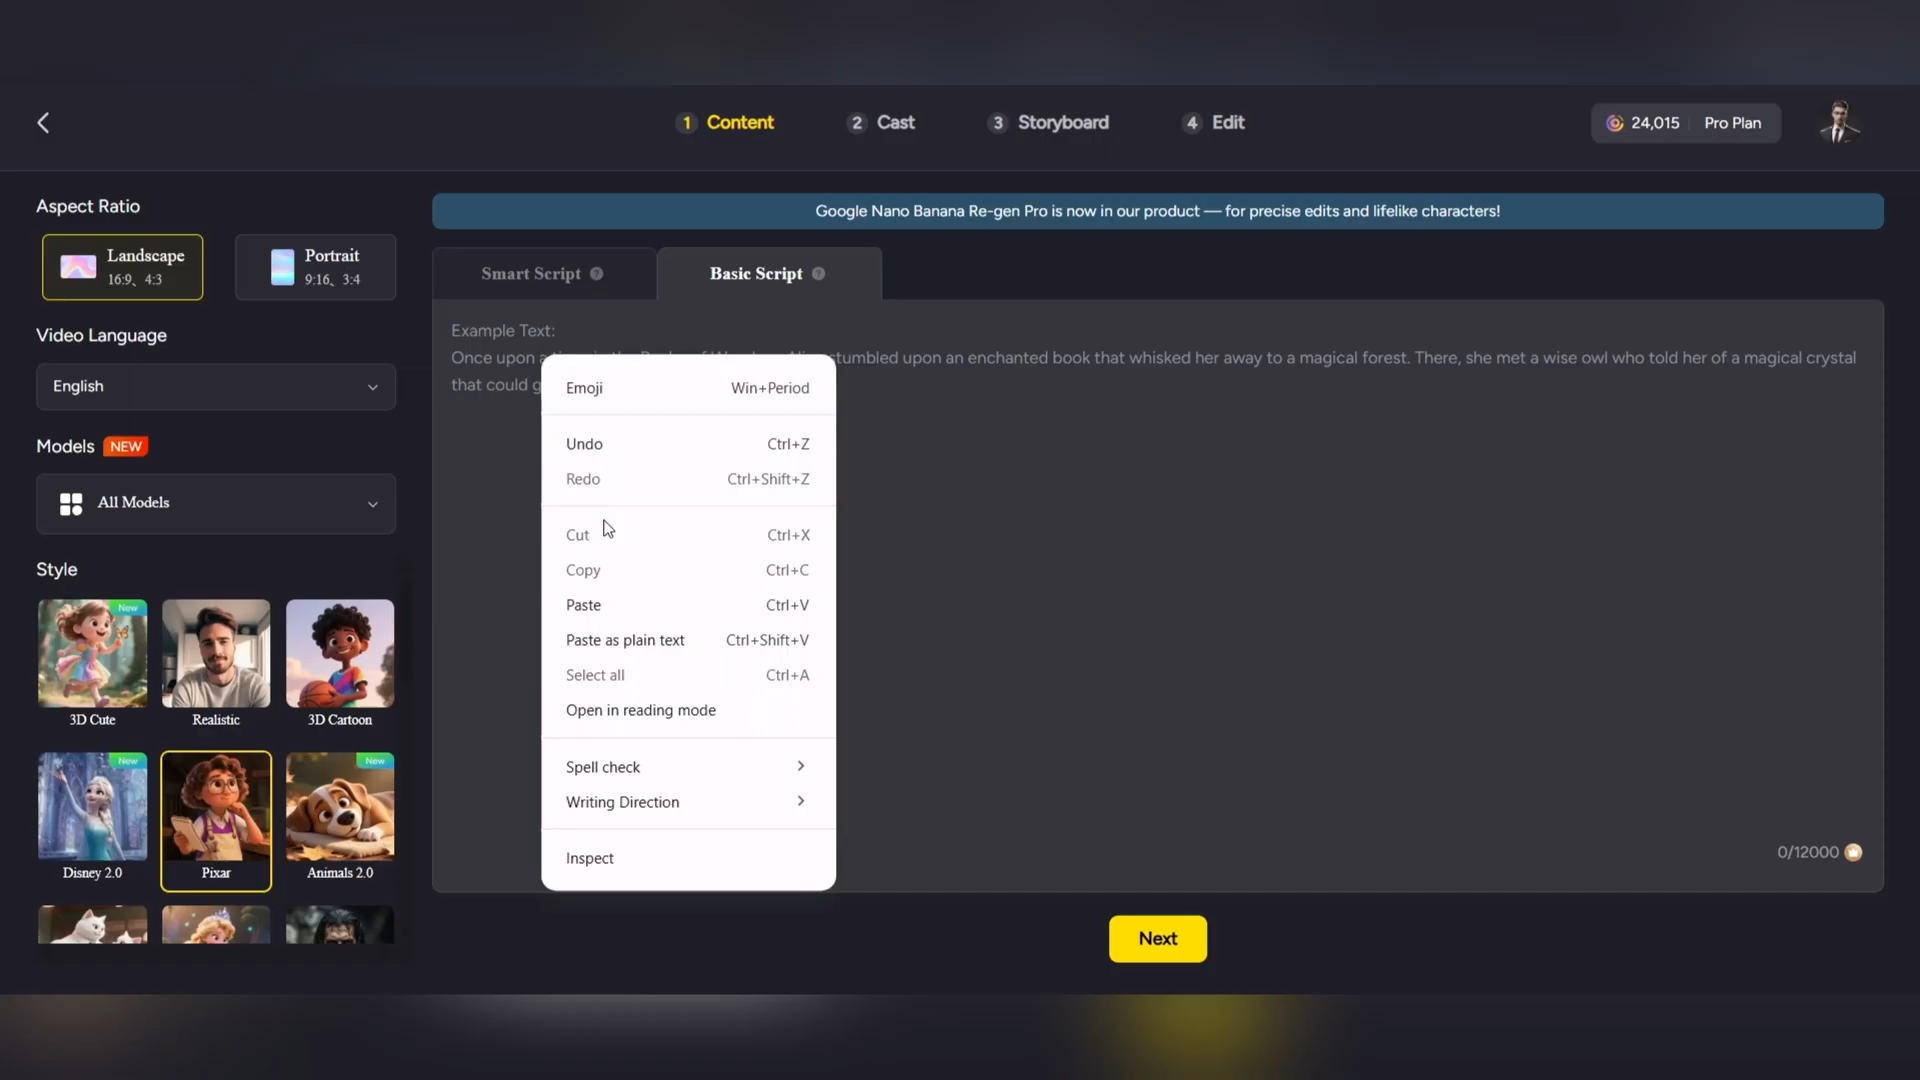 1 Content
2 Cast
3 Storyboard
4 Edit
24,015
Pro Plan
Aspect Ratio
Landscape
16:9、4:3
Portrait
9:16、3:4
Video Language
English
Models NEW
All Models
Style
New
3D Cute
Realistic
3D Cartoon
New
Disney 2.0
Pixar
New
Animals 2.0
Google Nano Banana Re-gen Pro is now in our product — for precise edits and lifelike characters!
Smart Script ?
Basic Script ?
Example Text:
Once upon a stumbled upon an enchanted book that whisked her away to a magical forest. There, she met a wise owl who told her of a magical crystal
that could g
Emoji Win+Period
Undo Ctrl+Z
Redo Ctrl+Shift+Z
Cut Ctrl+X
Copy Ctrl+C
Paste Ctrl+V
Paste as plain text Ctrl+Shift+V
Select all Ctrl+A
Open in reading mode
Spell check
Writing Direction
Inspect
0/12000
Next